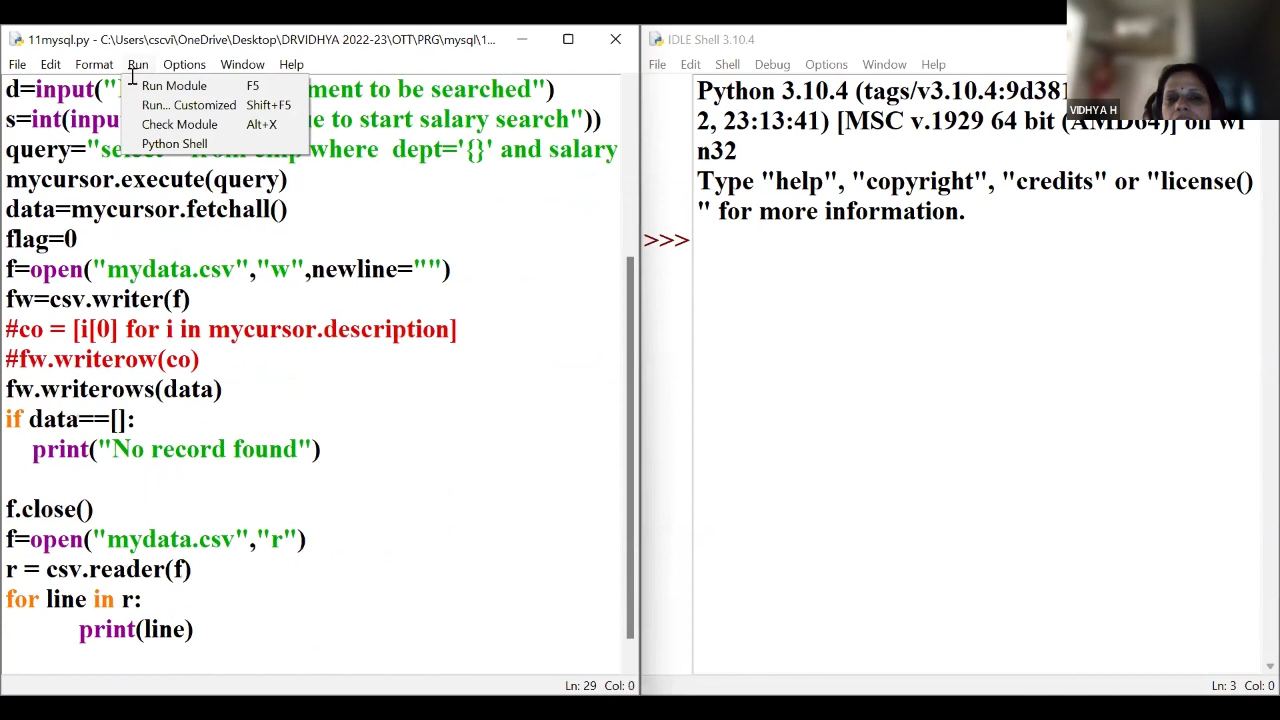 11mysql.py - C:\Users\cscvi\OneDrive\Desktop\DRVIDHYA 2022-23\OTT\PRG\mysql\1...
File Edit Format Run Options Window Help
Run Module F5
Run... Customized Shift+F5
Check Module Alt+X
Python Shell
d=input(" ment to be searched")
s=int(inpu ue to start salary search"))
query="sele where dept='{}' and salary
mycursor.execute(query)
data=mycursor.fetchall()
flag=0
f=open("mydata.csv","w",newline="")
fw=csv.writer(f)
#co = [i[0] for i in mycursor.description]
#fw.writerow(co)
fw.writerows(data)
if data==[]:
print("No record found")
f.close()
f=open("mydata.csv","r")
r = csv.reader(f)
for line in r:
print(line)
Ln: 29 Col: 0
IDLE Shell 3.10.4
File Edit Shell Debug Options Window Help
Python 3.10.4 (tags/v3.10.4:9d381
2, 23:13:41) [MSC v.1929 64 bit (AMD64)] on wi
n32
Type "help", "copyright", "credits" or "license()
" for more information.
>>>
Ln: 3 Col: 0
VIDHYA H